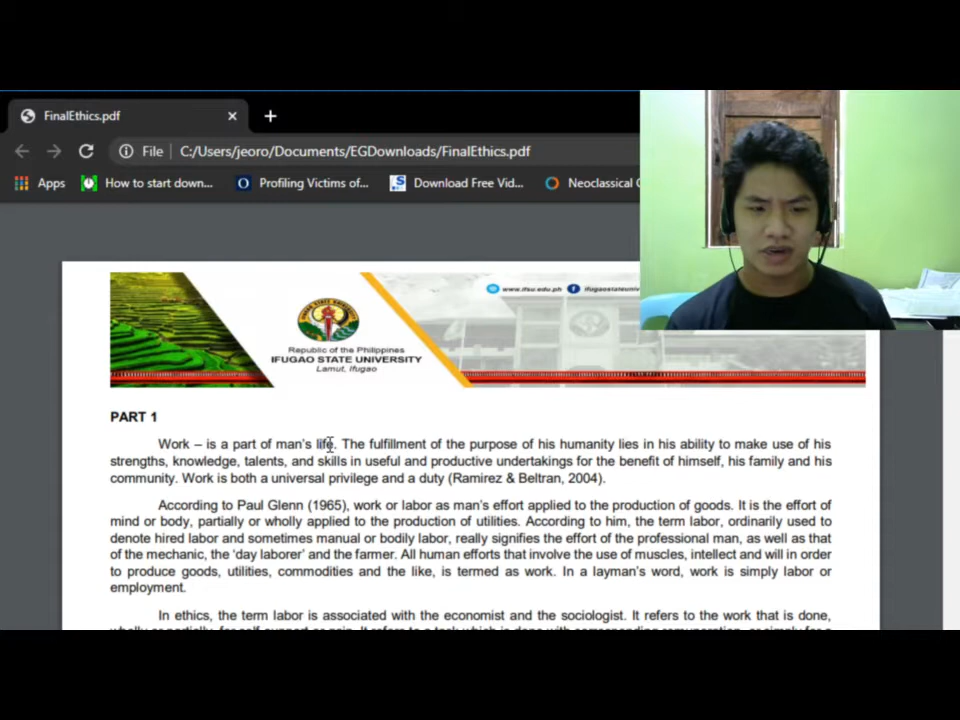 FinalEthics.pdf
File C:/Users/jeoro/Documents/EGDownloads/FinalEthics.pdf
Apps How to start down... Profiling Victims of... Download Free Vid... Neoclassical
www.ifsu.edu.ph
Republic of the Philippines
IFUGAO STATE UNIVERSITY
Lamut, Ifugao
PART 1
Work – is a part of man's life. The fulfillment of the purpose of his humanity lies in his ability to make use of his
strengths, knowledge, talents, and skills in useful and productive undertakings for the benefit of himself, his family and his
community. Work is both a universal privilege and a duty (Ramirez & Beltran, 2004).
According to Paul Glenn (1965), work or labor as man's effort applied to the production of goods. It is the effort of
mind or body, partially or wholly applied to the production of utilities. According to him, the term labor, ordinarily used to
denote hired labor and sometimes manual or bodily labor, really signifies the effort of the professional man, as well as that
of the mechanic, the 'day laborer' and the farmer. All human efforts that involve the use of muscles, intellect and will in order
to produce goods, utilities, commodities and the like, is termed as work. In a layman's word, work is simply labor or
employment.
In ethics, the term labor is associated with the economist and the sociologist. It refers to the work that is done,